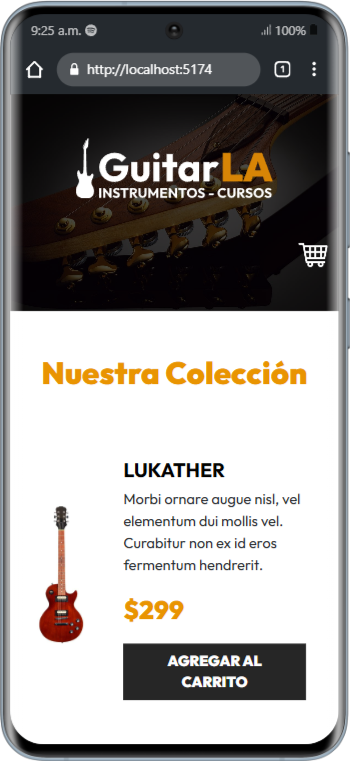 9:25 a.m.
100%
http://localhost:5174
1
GuitarLA
INSTRUMENTOS - CURSOS
Nuestra Colección
LUKATHER
Morbi ornare augue nisl, vel
elementum dui mollis vel.
Curabitur non ex id eros
fermentum hendrerit.
$299
AGREGAR AL
CARRITO